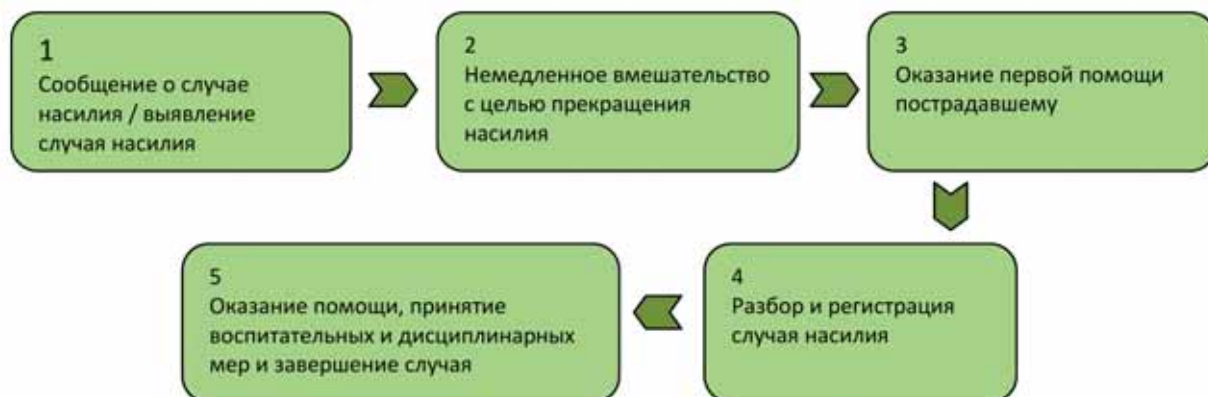 1
Сообщение о случае
насилия / выявление
случая насилия
2
Немедленное вмешательство
с целью прекращения
насилия
3
Оказание первой помощи
пострадавшему
4
Разбор и регистрация
случая насилия
5
Оказание помощи, принятие
воспитательных и дисциплинарных
мер и завершение случая